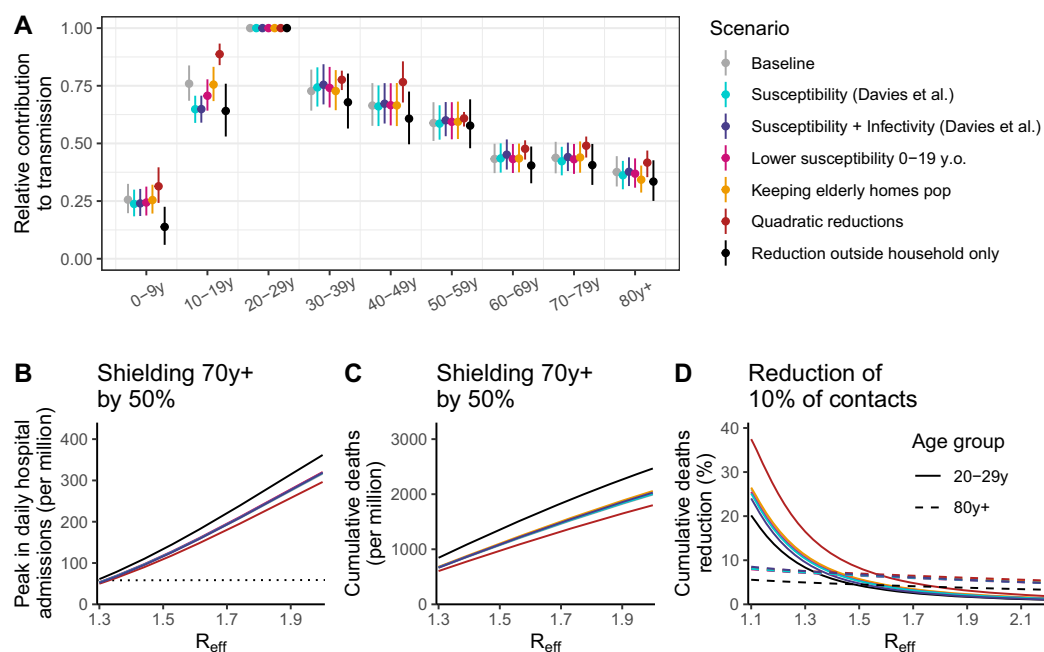 A
Relative contribution
to transmission
1.00
0.75
0.50
0.25
0.00
0−9y
10−19y
20−29y
30−39y
40−49y
50−59y
60−69y
70−79y
80y+
Scenario
Baseline
Susceptibility (Davies et al.)
Susceptibility + Infectivity (Davies et al.)
Lower susceptibility 0−19 y.o.
Keeping elderly homes pop
Quadratic reductions
Reduction outside household only
B
Shielding 70y+
by 50%
Peak in daily hospital
admissions (per million)
400
300
200
100
0
1.3
1.5
1.7
1.9
Reff
C
Shielding 70y+
by 50%
Cumulative deaths
(per million)
3000
2000
1000
0
1.3
1.5
1.7
1.9
Reff
D
Reduction of
10% of contacts
Cumulative deaths
reduction (%)
40
30
20
10
0
1.1
1.3
1.5
1.7
1.9
2.1
Reff
Age group
20−29y
80y+